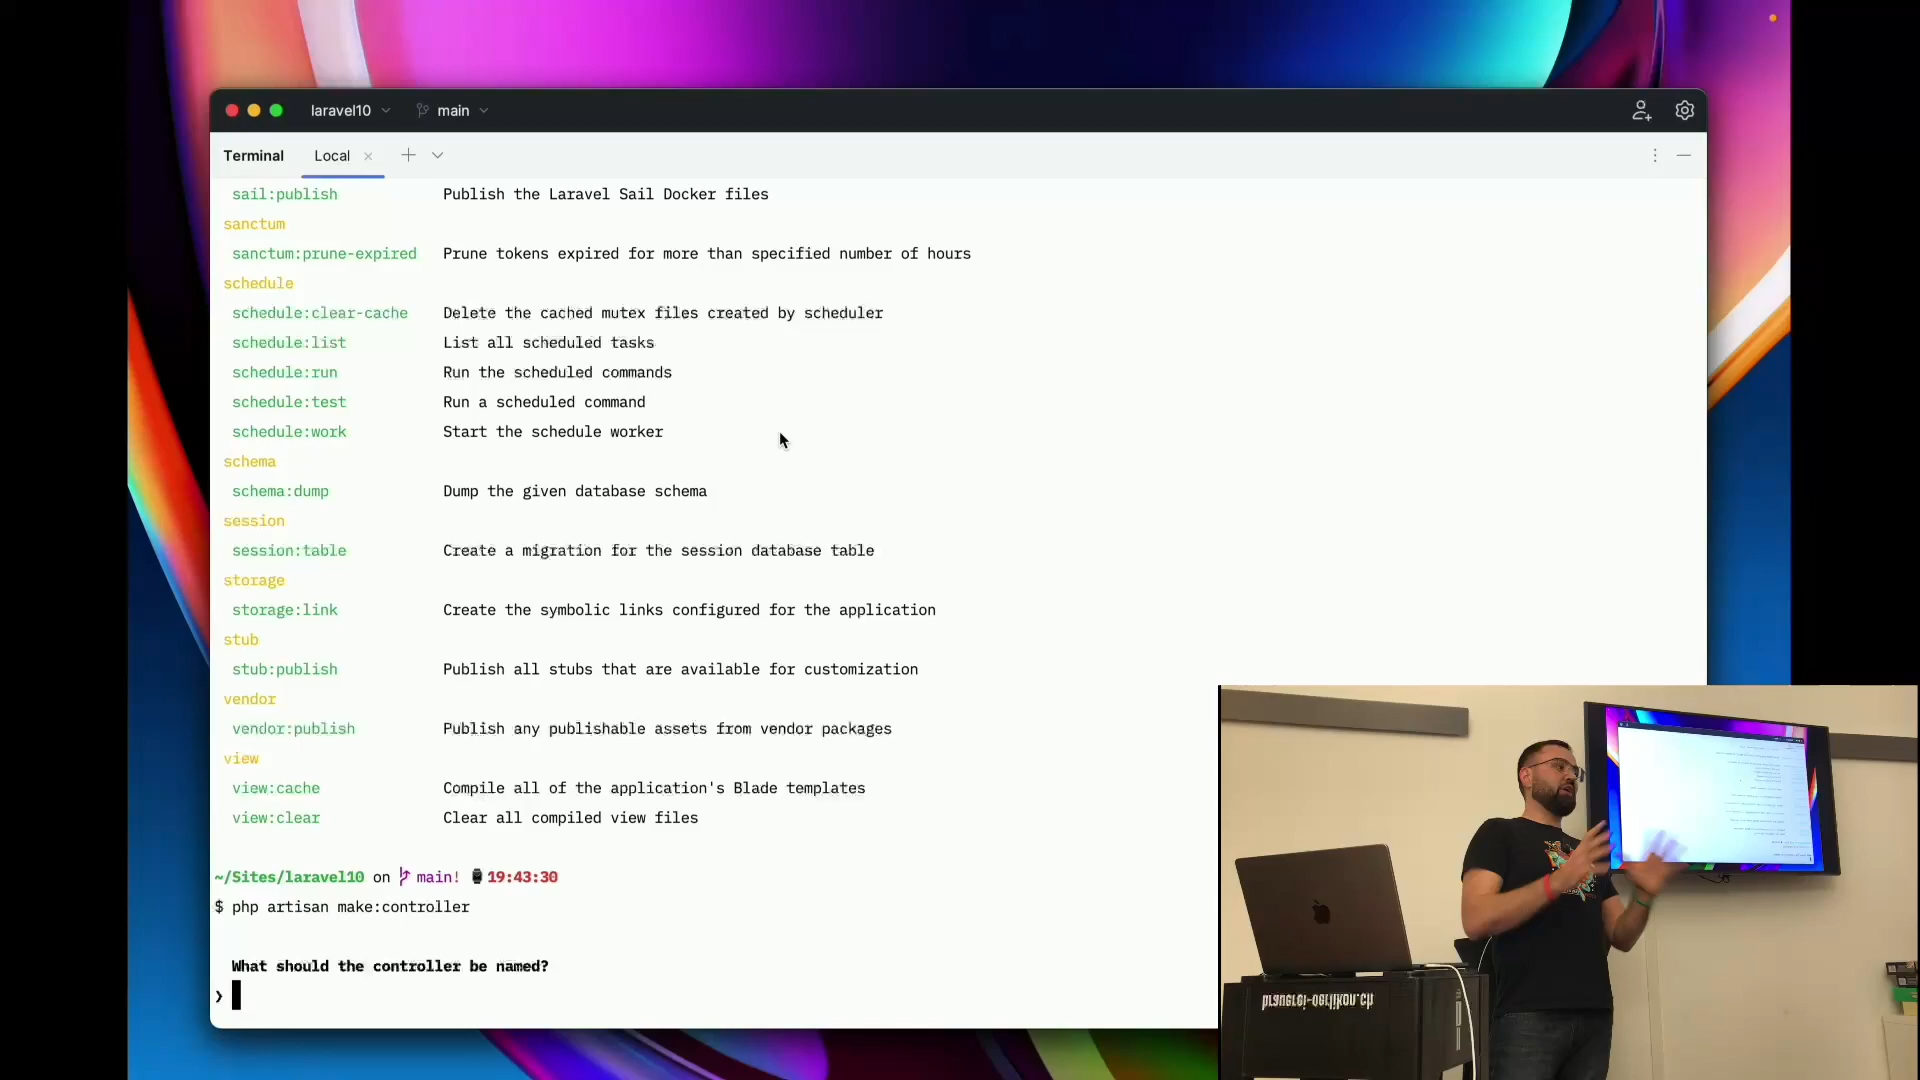 laravel10 main
Terminal Local
sail:publish Publish the Laravel Sail Docker files
sanctum
sanctum:prune-expired Prune tokens expired for more than specified number of hours
schedule
schedule:clear-cache Delete the cached mutex files created by scheduler
schedule:list List all scheduled tasks
schedule:run Run the scheduled commands
schedule:test Run a scheduled command
schedule:work Start the schedule worker
schema
schema:dump Dump the given database schema
session
session:table Create a migration for the session database table
storage
storage:link Create the symbolic links configured for the application
stub
stub:publish Publish all stubs that are available for customization
vendor
vendor:publish Publish any publishable assets from vendor packages
view
view:cache Compile all of the application's Blade templates
view:clear Clear all compiled view files
~/Sites/laravel10 on main! 19:43:30
$ php artisan make:controller
What should the controller be named?
❯
brauerei-oerlikon.ch